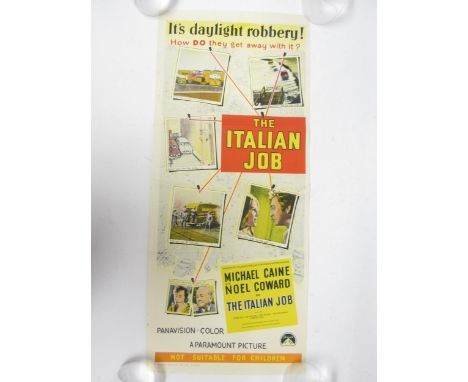 It's daylight robbery!
How DO they get away with it?
THE
ITALIAN
JOB
MICHAEL CAINE
NOEL COWARD
THE ITALIAN JOB
PANAVISION - COLOR
A PARAMOUNT PICTURE
NOT SUITABLE FOR CHILDREN